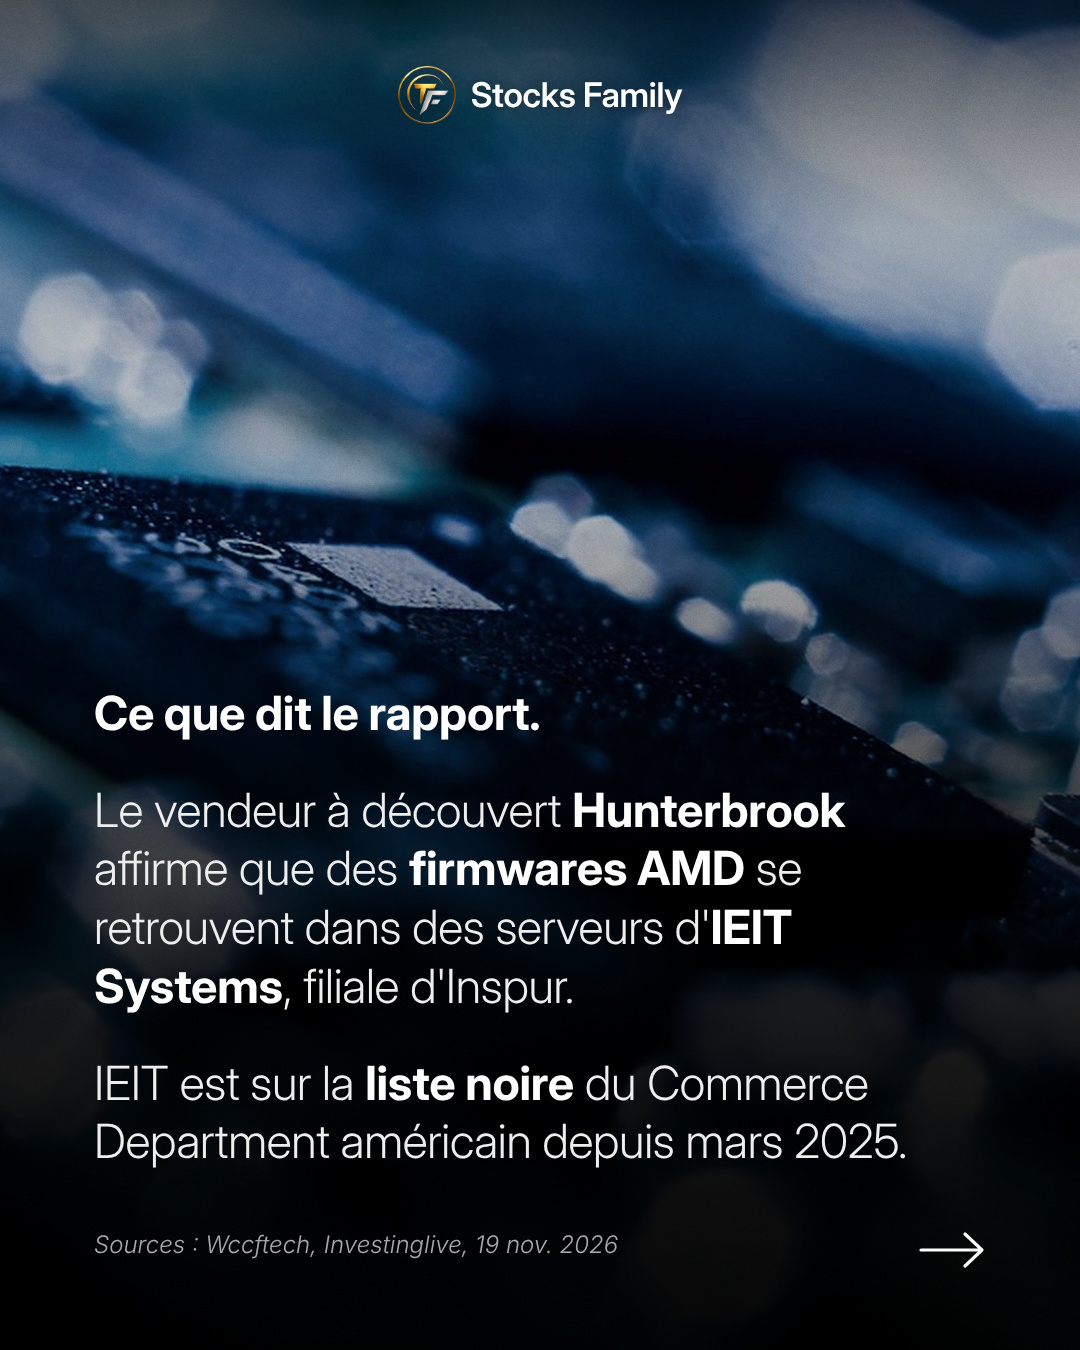 Stocks Family
Ce que dit le rapport.
Le vendeur à découvert Hunterbrook
affirme que des firmwares AMD se
retrouvent dans des serveurs d'IEIT
Systems, filiale d'Inspur.
IEIT est sur la liste noire du Commerce
Department américain depuis mars 2025.
Sources : Wccftech, Investinglive, 19 nov. 2026